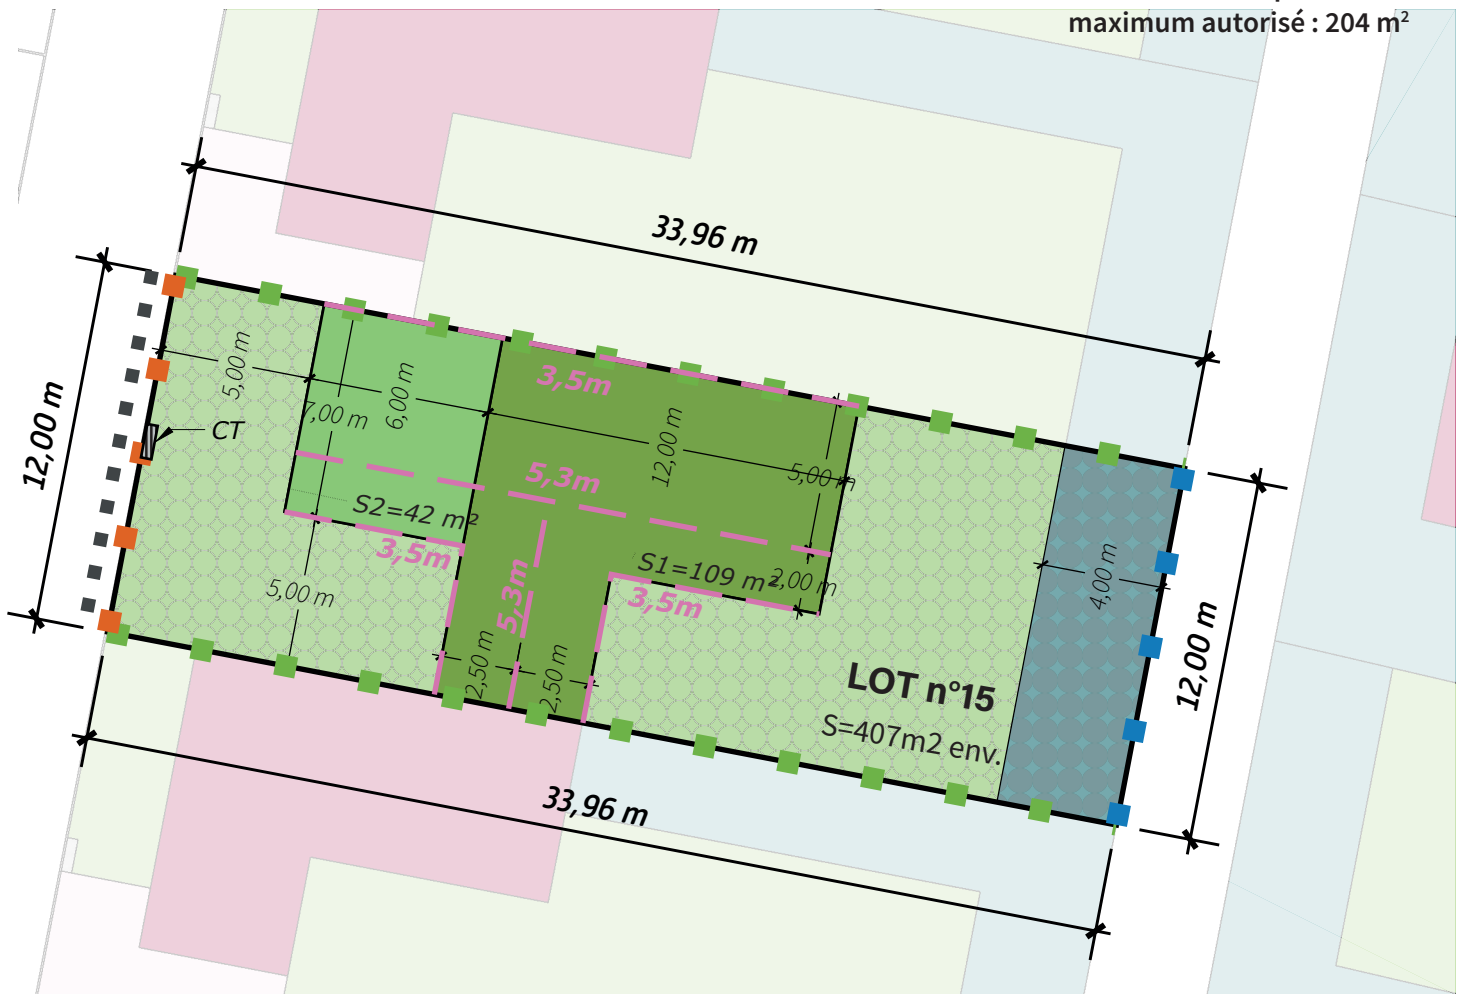 maximum autorisé : 204 m²
33,96 m
12,00 m
5,00 m
7,00 m
6,00 m
3,5m
12,00 m
5,00 m
CT
5,3m
S2=42 m²
3,5m
S1=109 m²
2,00 m
3,5m
5,3m
5,00 m
4,00 m
2,50 m
2,50 m
LOT n°15
S=407m2 env.
12,00 m
33,96 m